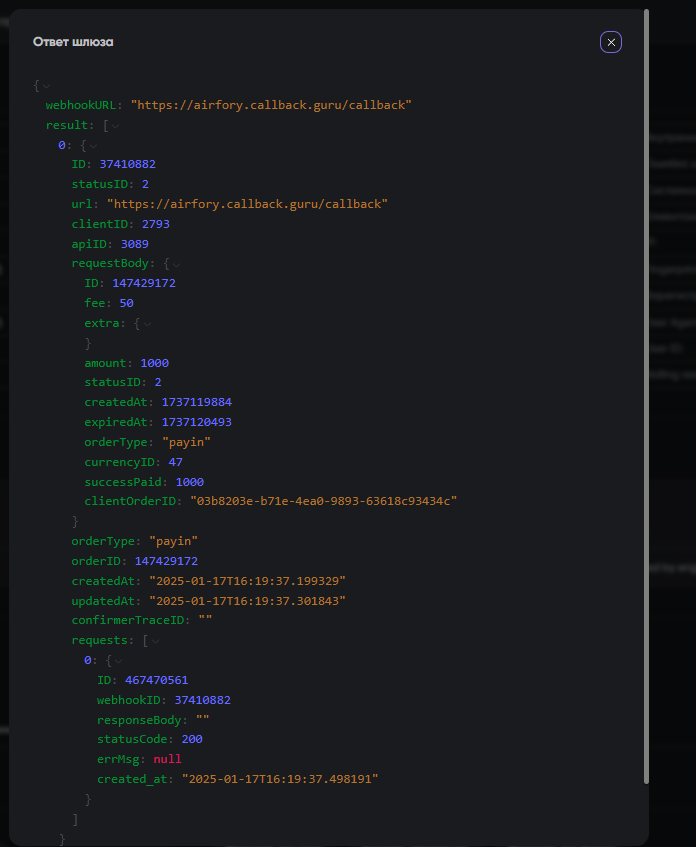 Ответ шлюза
{
webhookURL: "https://airfory.callback.guru/callback"
result: [
0: {
ID: 37410882
statusID: 2
url: "https://airfory.callback.guru/callback"
clientID: 2793
apiID: 3089
requestBody: {
ID: 147429172
fee: 50
extra: {
}
amount: 1000
statusID: 2
createdAt: 1737119884
expiredAt: 1737120493
orderType: "payin"
currencyID: 47
successPaid: 1000
clientOrderID: "03b8203e-b71e-4ea0-9893-63618c93434c"
}
orderType: "payin"
orderID: 147429172
createdAt: "2025-01-17T16:19:37.199329"
updatedAt: "2025-01-17T16:19:37.301843"
confirmerTraceID: ""
requests: [
0: {
ID: 467470561
webhookID: 37410882
responseBody: ""
statusCode: 200
errMsg: null
created_at: "2025-01-17T16:19:37.498191"
}
]
}